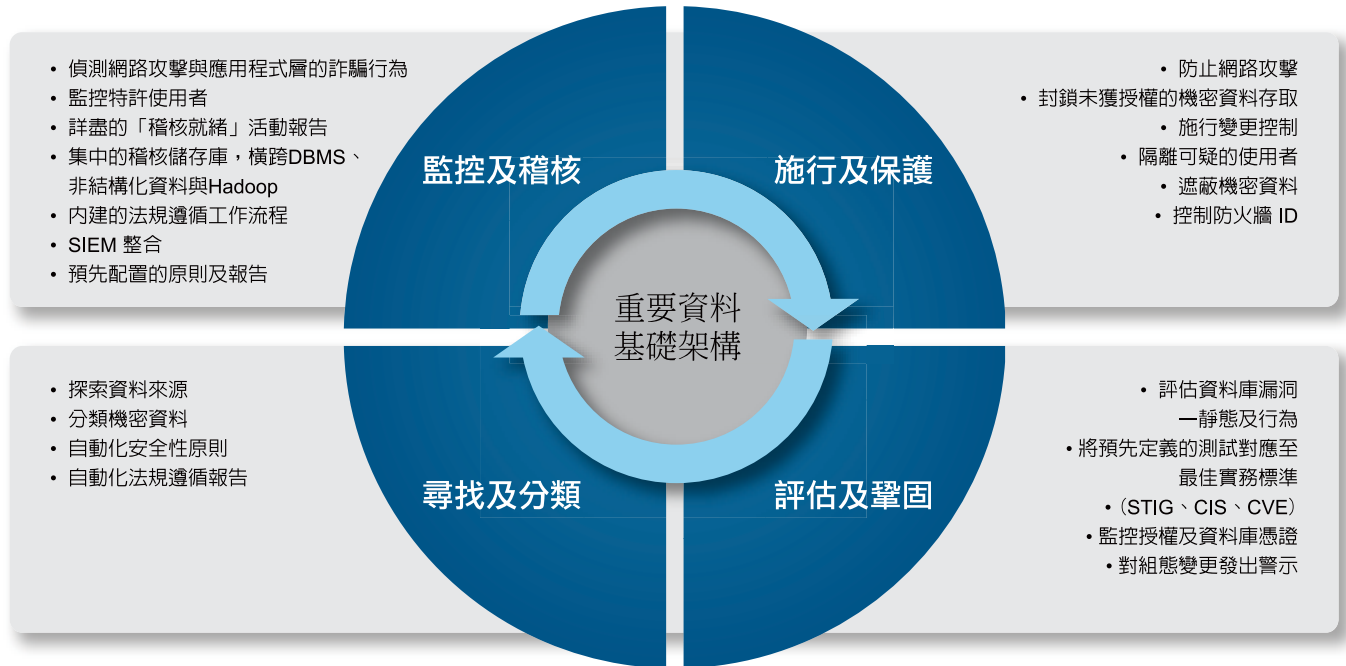 • 偵測網路攻擊與應用程式層的詐騙行為
• 監控特許使用者
• 詳盡的「稽核就緒」活動報告
• 集中的稽核儲存庫，橫跨DBMS、
非結構化資料與Hadoop
• 內建的法規遵循工作流程
• SIEM 整合
• 預先配置的原則及報告
監控及稽核
施行及保護
• 防止網路攻擊
• 封鎖未獲授權的機密資料存取
• 施行變更控制
• 隔離可疑的使用者
• 遮蔽機密資料
• 控制防火牆 ID
重要資料
基礎架構
• 探索資料來源
• 分類機密資料
• 自動化安全性原則
• 自動化法規遵循報告
尋找及分類
評估及鞏固
• 評估資料庫漏洞
—靜態及行為
• 將預先定義的測試對應至
最佳實務標準
•（STIG、CIS、CVE）
• 監控授權及資料庫憑證
• 對組態變更發出警示